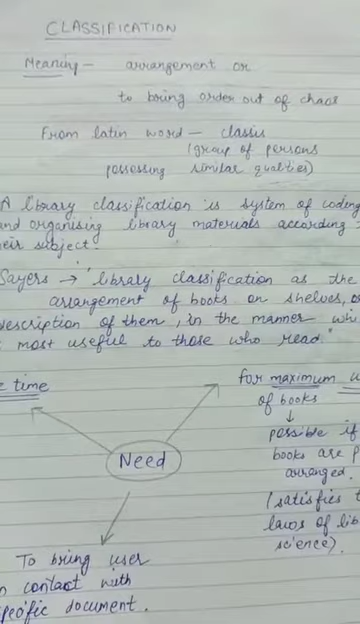 CLASSIFICATION
Meaning - arrangement or
to bring order out of chaos
From latin word - classis
(group of persons
possessing similar qualities)
A library classification is system of coding
and organising library materials according
their subject.
Sayers → "library classification as the
arrangement of books on shelves, or
description of them, in the manner
most useful to those who read."
time
for maximum
of books
↓
possible if
books are
arranged.
(satisfies
laws of
science).
Need
To bring user
contact with
specific document.